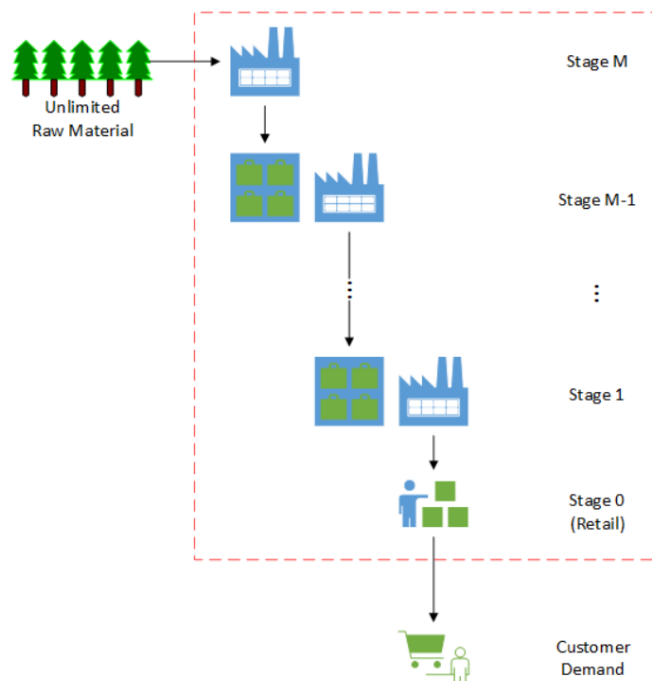 Stage M
Unlimited
Raw Material
Stage M-1
⋮
Stage 1
Stage 0
(Retail)
Customer
Demand